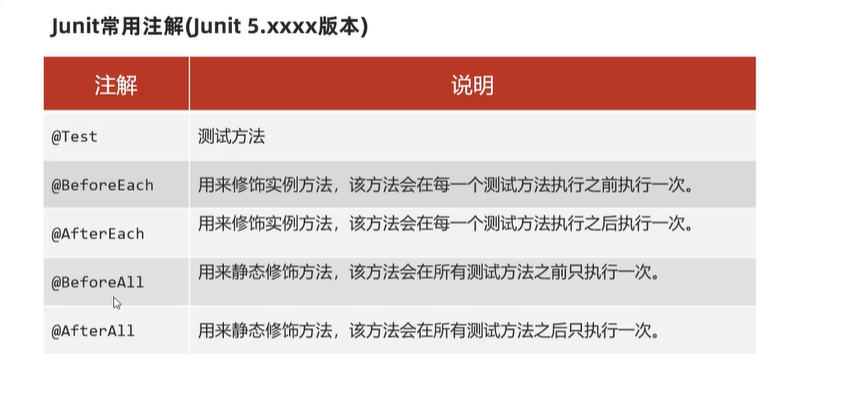 Junit常用注解(Junit 5.xxxx版本)
注解 说明
@Test 测试方法
@BeforeEach 用来修饰实例方法，该方法会在每一个测试方法执行之前执行一次。
@AfterEach 用来修饰实例方法，该方法会在每一个测试方法执行之后执行一次。
@BeforeAll 用来静态修饰方法，该方法会在所有测试方法之前只执行一次。
@AfterAll 用来静态修饰方法，该方法会在所有测试方法之后只执行一次。